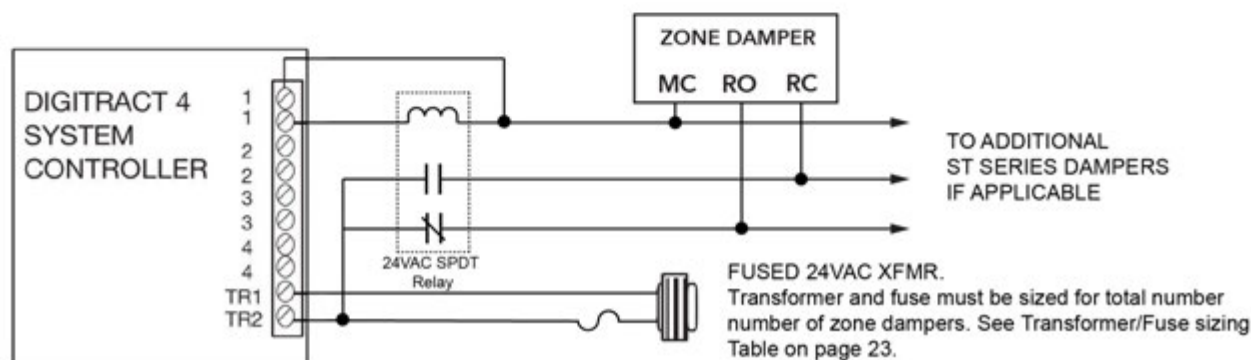 DIGITRACT 4
SYSTEM
CONTROLLER
1
1
2
2
3
3
4
4
TR1
TR2
24VAC SPDT
Relay
ZONE DAMPER
MC RO RC
TO ADDITIONAL
ST SERIES DAMPERS
IF APPLICABLE
FUSED 24VAC XFMR.
Transformer and fuse must be sized for total number
number of zone dampers. See Transformer/Fuse sizing
Table on page 23.